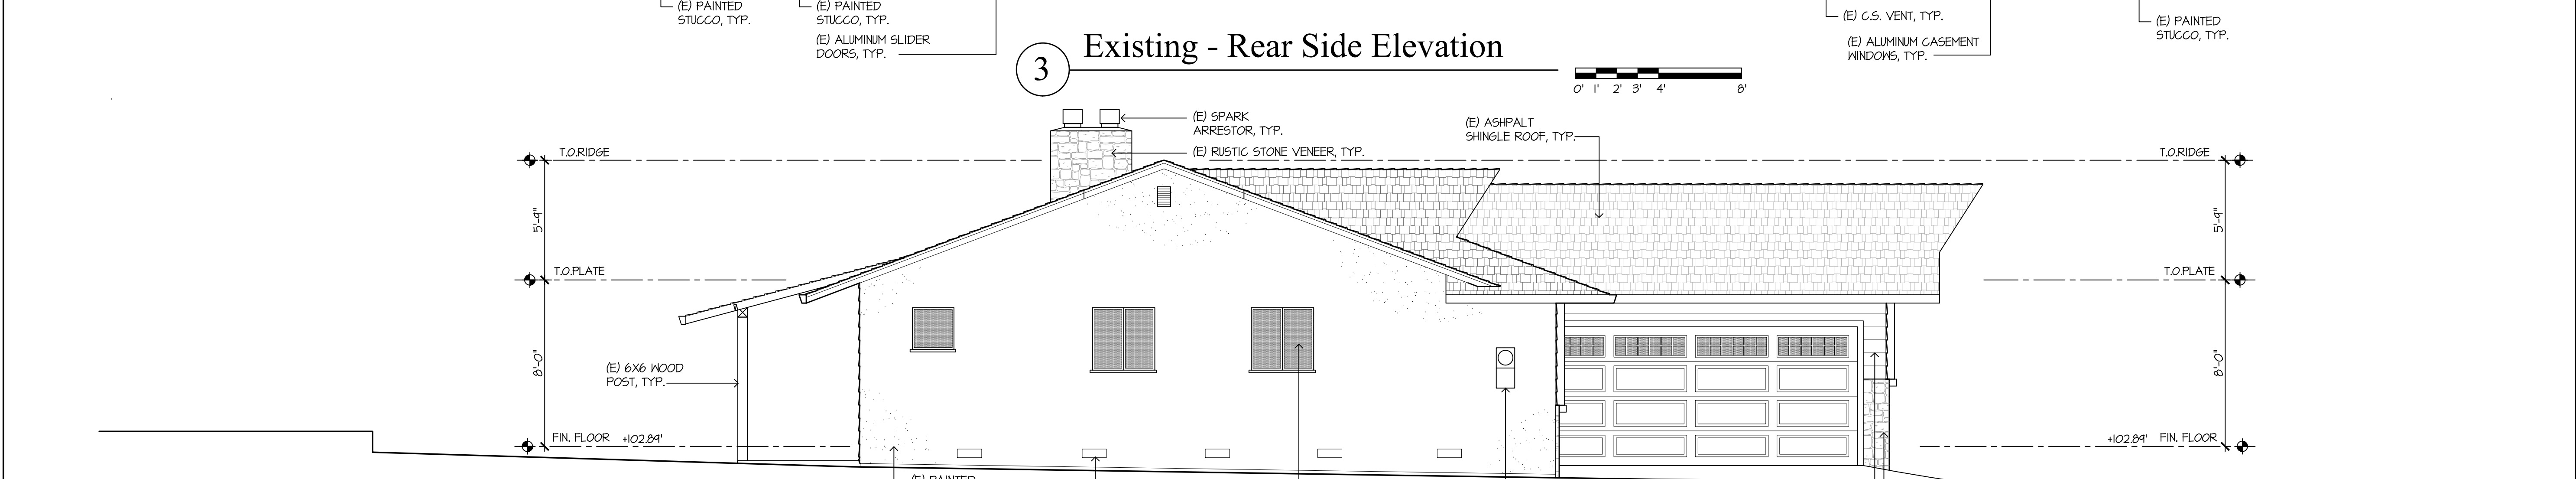 (E) PAINTED
STUCCO, TYP.
(E) PAINTED
STUCCO, TYP.
(E) ALUMINUM SLIDER
DOORS, TYP.
3
Existing - Rear Side Elevation
0' 1' 2' 3' 4' 8'
(E) C.S. VENT, TYP.
(E) ALUMINUM CASEMENT
WINDOWS, TYP.
(E) PAINTED
STUCCO, TYP.
(E) SPARK
ARRESTOR, TYP.
(E) RUSTIC STONE VENEER, TYP.
(E) ASHPALT
SHINGLE ROOF, TYP.
T.O.RIDGE
T.O.RIDGE
5'-9"
5'-9"
T.O.PLATE
T.O.PLATE
8'-0"
8'-0"
(E) 6X6 WOOD
POST, TYP.
FIN. FLOOR +102.89'
+102.89' FIN. FLOOR
(E) PAINTED